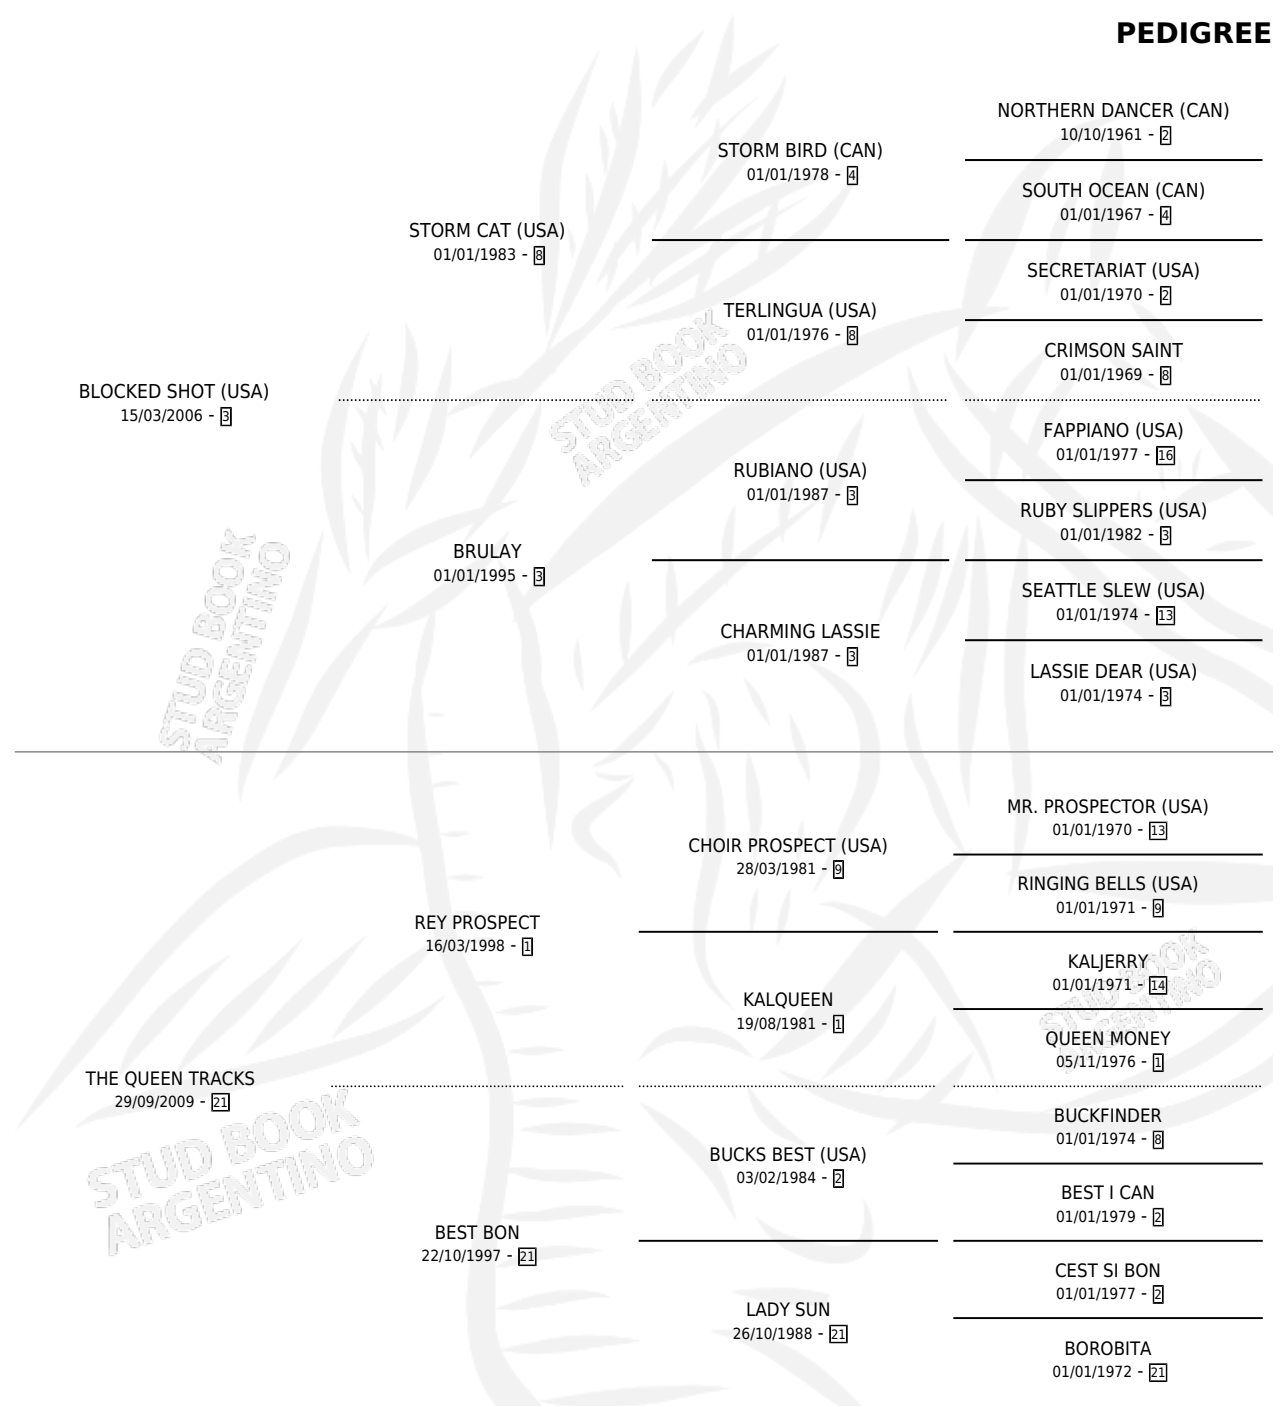 PEDIGREE
NORTHERN DANCER (CAN)
10/10/1961 - 2
STORM BIRD (CAN)
01/01/1978 - 4
SOUTH OCEAN (CAN)
01/01/1967 - 4
STORM CAT (USA)
01/01/1983 - 8
SECRETARIAT (USA)
01/01/1970 - 2
TERLINGUA (USA)
01/01/1976 - 8
CRIMSON SAINT
01/01/1969 - 8
BLOCKED SHOT (USA)
15/03/2006 - 3
STUD BOOK
ARGENTINO
FAPPIANO (USA)
01/01/1977 - 16
RUBIANO (USA)
01/01/1987 - 3
RUBY SLIPPERS (USA)
01/01/1982 - 3
BRULAY
01/01/1995 - 3
SEATTLE SLEW (USA)
01/01/1974 - 13
CHARMING LASSIE
01/01/1987 - 3
LASSIE DEAR (USA)
01/01/1974 - 3
STUD BOOK
ARGENTINO
MR. PROSPECTOR (USA)
01/01/1970 - 13
CHOIR PROSPECT (USA)
28/03/1981 - 9
RINGING BELLS (USA)
01/01/1971 - 9
REY PROSPECT
16/03/1998 - 1
KALJERRY
01/01/1971 - 14
KALQUEEN
19/08/1981 - 1
STUD BOOK
ARGENTINO
QUEEN MONEY
05/11/1976 - 1
THE QUEEN TRACKS
29/09/2009 - 21
BUCKFINDER
01/01/1974 - 8
BUCKS BEST (USA)
03/02/1984 - 2
BEST I CAN
01/01/1979 - 2
STUD BOOK
ARGENTINO
BEST BON
22/10/1997 - 21
CEST SI BON
01/01/1977 - 2
LADY SUN
26/10/1988 - 21
BOROBITA
01/01/1972 - 21